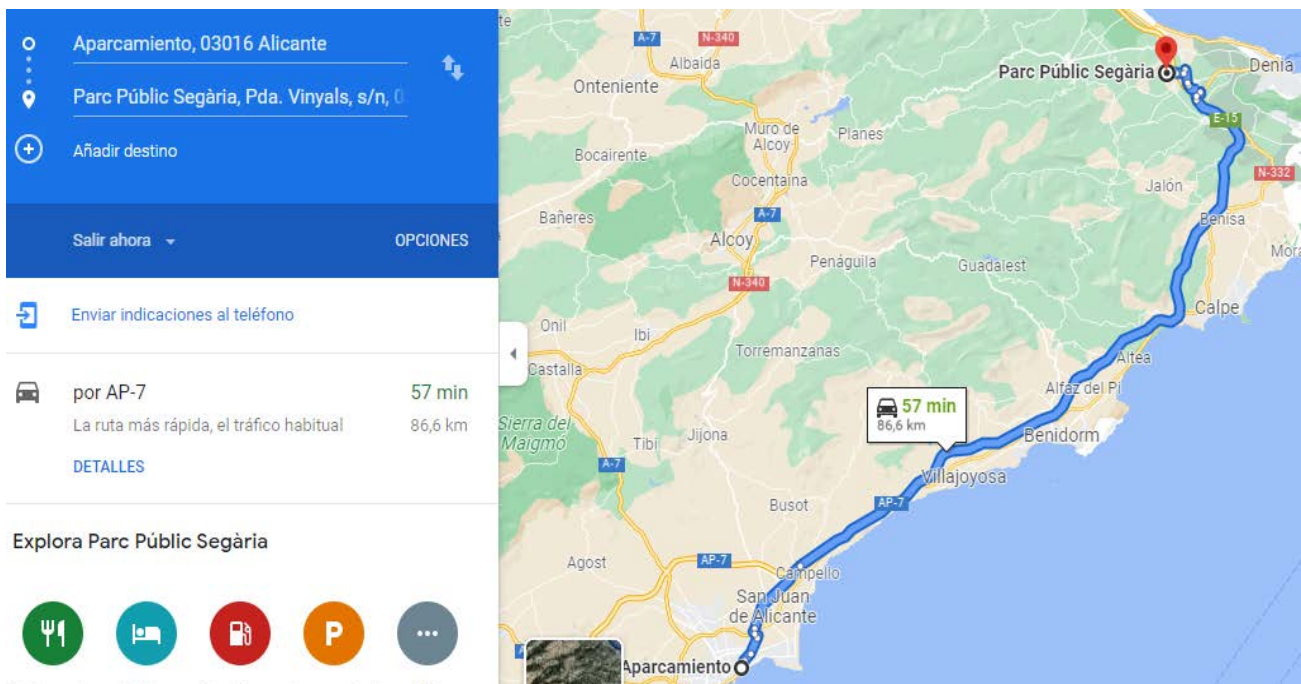 Aparcamiento, 03016 Alicante
Parc Públic Segària, Pda. Vinyals, s/n, 0
Añadir destino
Salir ahora
OPCIONES
Enviar indicaciones al teléfono
por AP-7
57 min
La ruta más rápida, el tráfico habitual
86,6 km
DETALLES
Explora Parc Públic Segària
P
A-7
N-340
Albaida
Onteniente
Parc Públic Segària
Denia
E-15
Muro de
Alcoy
Planes
Bocairente
N-332
Cocentaina
Jalón
A-7
Bañeres
Benisa
Alcoy
Penáguila
Guadalest
N-340
Calpe
Onil
Ibi
Torremanzanas
Altea
Castalla
Alfaz del Pi
57 min
86,6 km
Sierra del
Maigmó
Tibi
Jijona
Benidorm
A-7
Villajoyosa
Busot
AP-7
Agost
AP-7
Campello
San Juan
de Alicante
Aparcamiento